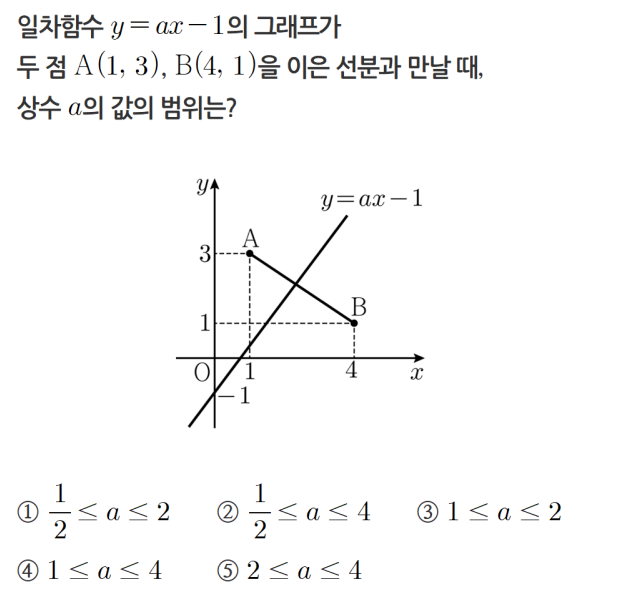 일차함수 y=ax-1의 그래프가
두 점 A(1, 3), B(4, 1)을 이은 선분과 만날 때,
상수 a의 값의 범위는?
y
y=ax-1
A
3
B
1
O
1
4
x
-1
① 1/2 ≤ a ≤ 2 ② 1/2 ≤ a ≤ 4 ③ 1 ≤ a ≤ 2
④ 1 ≤ a ≤ 4 ⑤ 2 ≤ a ≤ 4